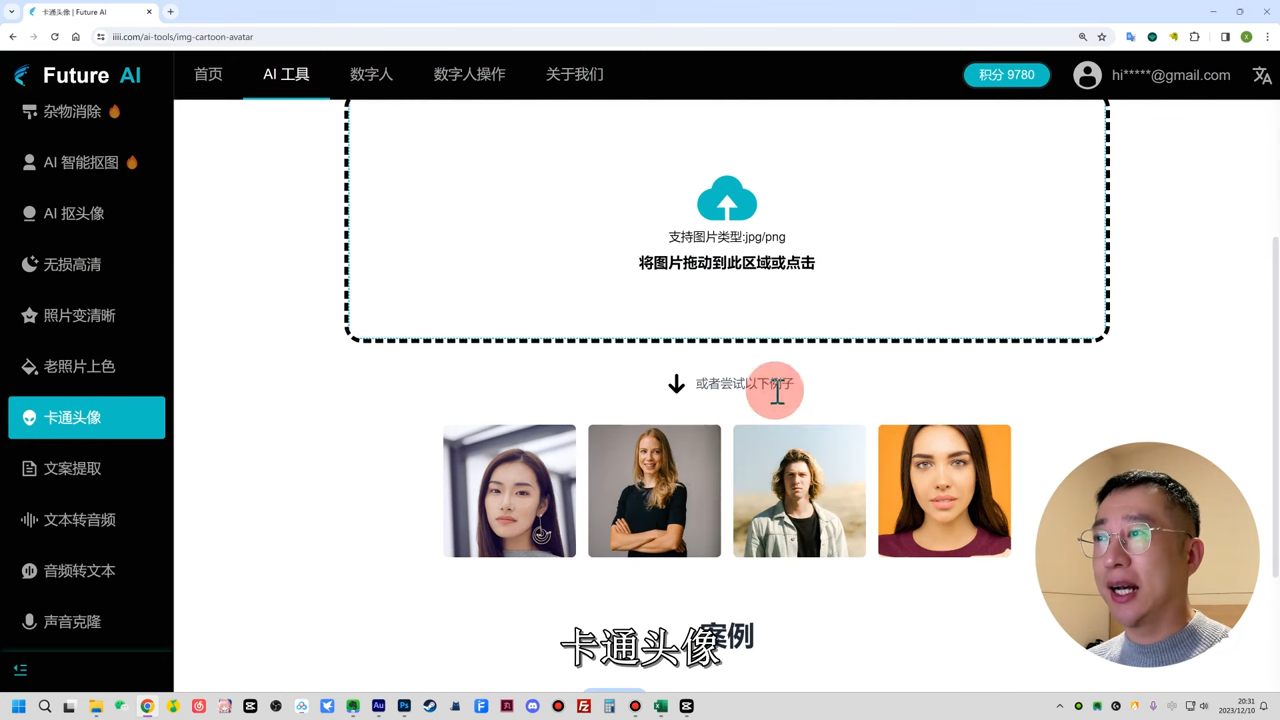 卡通头像 | Future AI
iiii.com/ai-tools/img-cartoon-avatar
Future AI
首页
AI 工具
数字人
数字人操作
关于我们
积分 9780
hi*****@gmail.com
杂物消除
AI 智能抠图
AI 抠头像
无损高清
照片变清晰
老照片上色
卡通头像
文案提取
文本转音频
音频转文本
声音克隆
支持图片类型:jpg/png
将图片拖动到此区域或点击
或者尝试以下例子
案例
卡通头像
20:31
2023/12/10